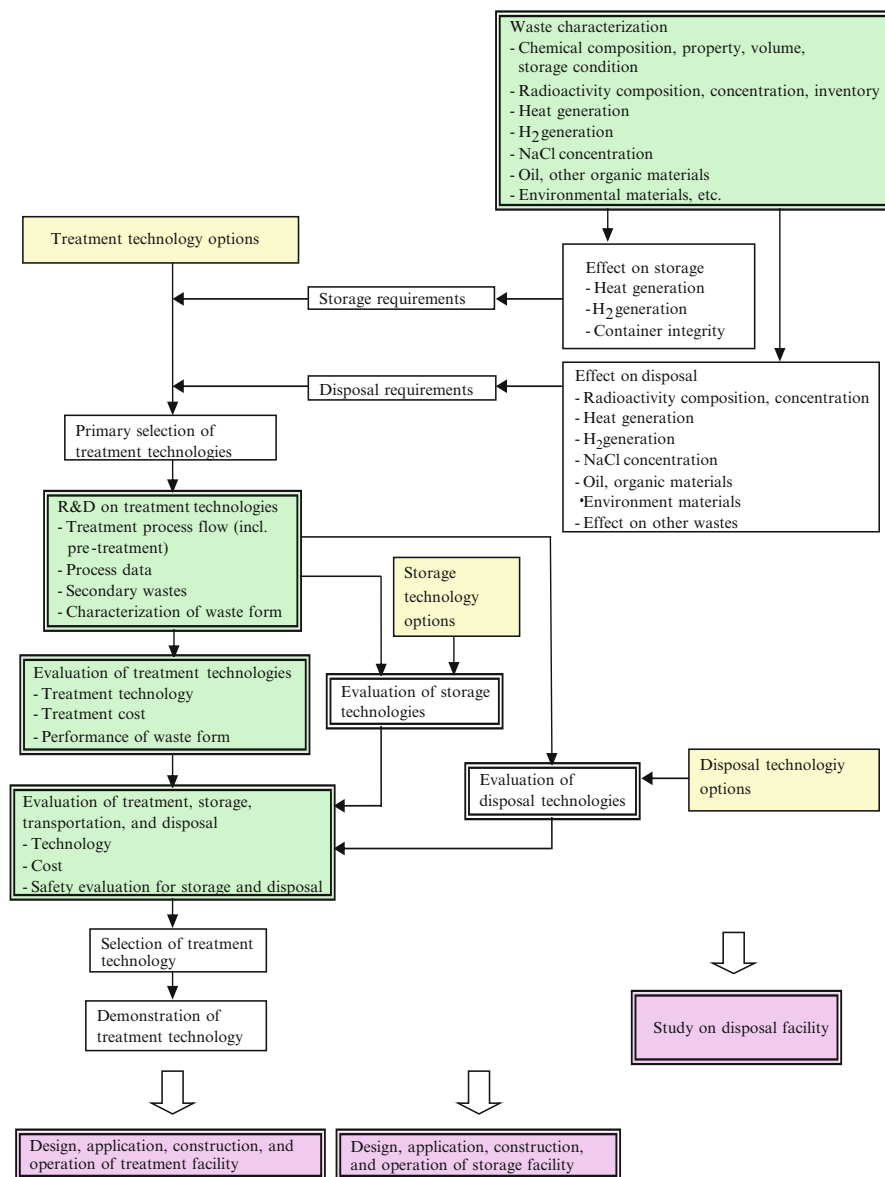 Waste characterization
- Chemical composition, property, volume,
storage condition
- Radioactivity composition, concentration, inventory
- Heat generation
- H2generation
- NaCl concentration
- Oil, other organic materials
- Environmental materials, etc.
Treatment technology options
Effect on storage
- Heat generation
- H2generation
- Container integrity
Storage requirements
Effect on disposal
- Radioactivity composition, concentration
- Heat generation
- H2generation
- NaCl concentration
- Oil, organic materials
•Environment materials
- Effect on other wastes
Disposal requirements
Primary selection of
treatment technologies
R&D on treatment technologies
- Treatment process flow (incl.
pre-treatment)
- Process data
- Secondary wastes
- Characterization of waste form
Storage
technology
options
Evaluation of treatment technologies
- Treatment technology
- Treatment cost
- Performance of waste form
Evaluation of storage
technologies
Evaluation of
disposal technologies
Disposal technologiy
options
Evaluation of treatment, storage,
transportation, and disposal
- Technology
- Cost
- Safety evaluation for storage and disposal
Selection of treatment
technology
Demonstration of
treatment technology
Study on disposal facility
Design, application, construction, and
operation of treatment facility
Design, application, construction,
and operation of storage facility